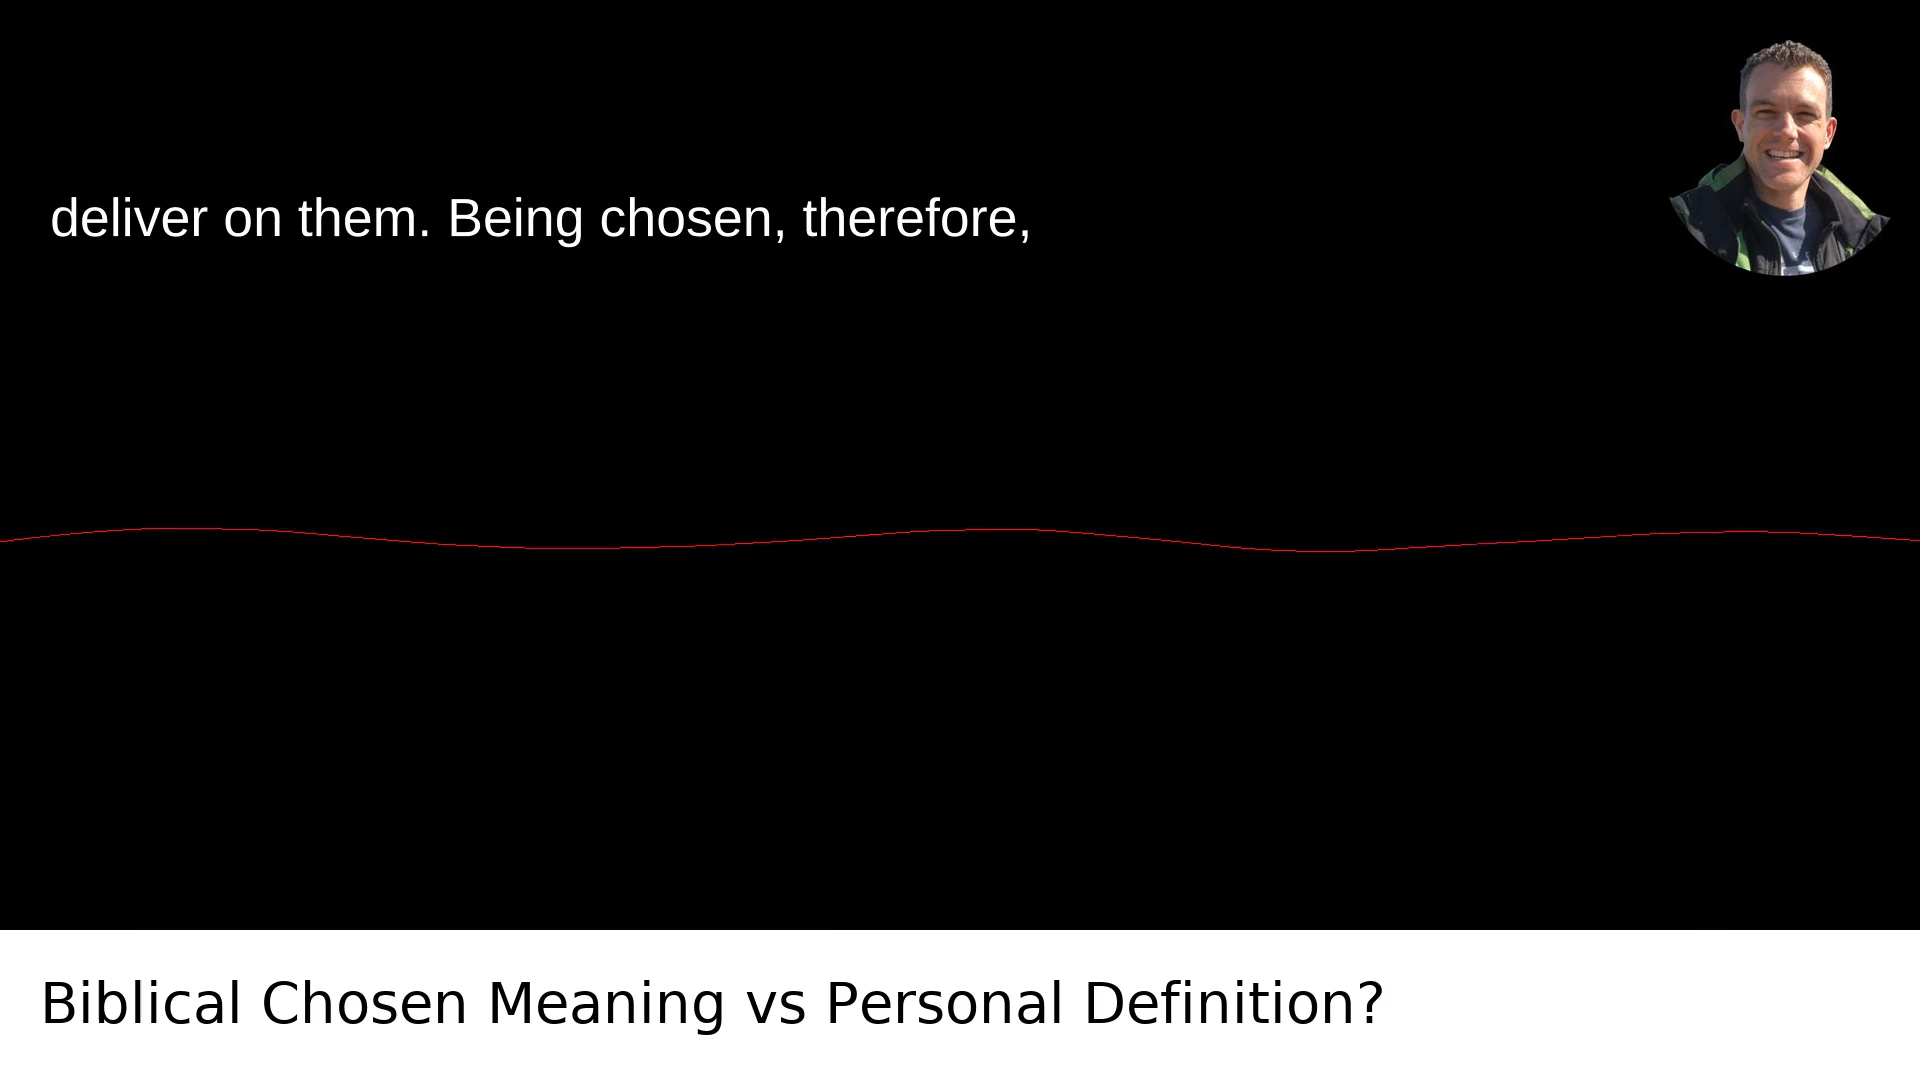 deliver on them. Being chosen, therefore,
Biblical Chosen Meaning vs Personal Definition?